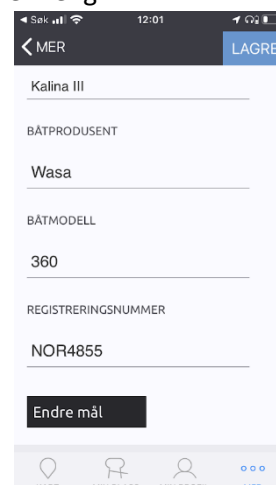 Søk 12:01
MER LAGRE
Kalina III
BÅTPRODUSENT
Wasa
BÅTMODELL
360
REGISTRERINGSNUMMER
NOR4855
Endre mål